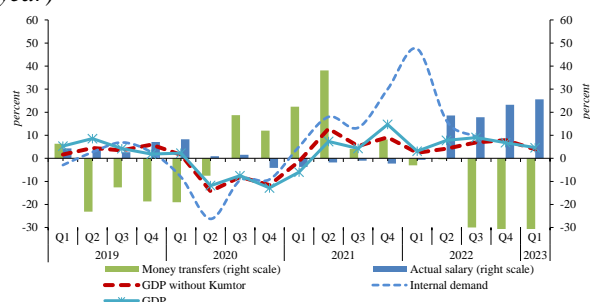 year)
60 60
50 50
40 40
30 30
20 20
10 10
0 0
-10 -10
-20 -20
-30 -30
percent
percent
Q1 Q2 Q3 Q4 Q1 Q2 Q3 Q4 Q1 Q2 Q3 Q4 Q1 Q2 Q3 Q4 Q1
2019 2020 2021 2022 2023
Money transfers (right scale) Actual salary (right scale)
GDP without Kumtor Internal demand
GDP